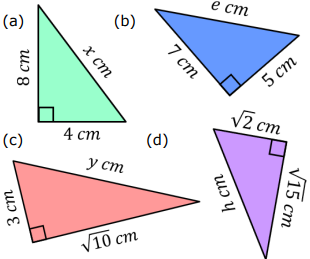 (a)
8 cm
x cm
4 cm
(b)
e cm
7 cm
5 cm
(c)
y cm
3 cm
√10 cm
(d)
√2 cm
h cm
√15 cm